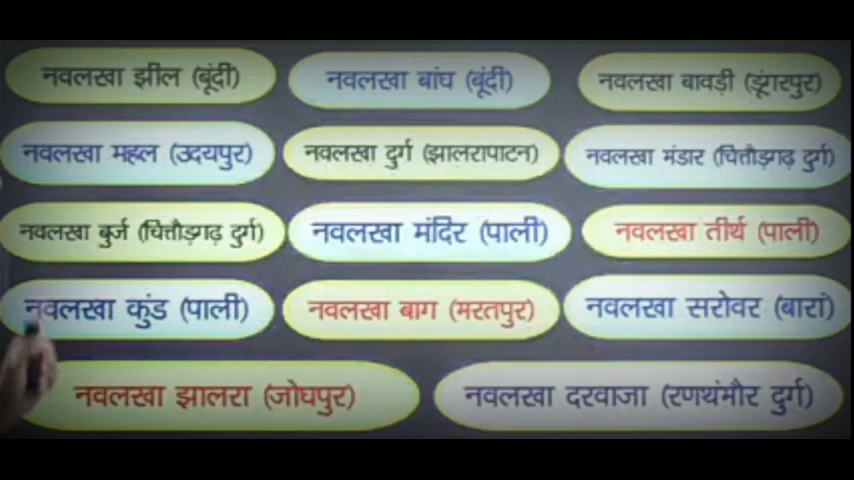 नवलखा झील (बूंदी)
नवलखा बांघ (बूंदी)
नवलखा बावड़ी (डूंगरपुर)
नवलखा महल (उदयपुर)
नवलखा दुर्ग (झालरापाटन)
नवलखा भंडार (चित्तौड़गढ़ दुर्ग)
नवलखा बुर्ज (चित्तौड़गढ़ दुर्ग)
नवलखा मंदिर (पाली)
नवलखा तीर्थ (पाली)
नवलखा कुंड (पाली)
नवलखा बाग (भरतपुर)
नवलखा सरोवर (बारां)
नवलखा झालरा (जोधपुर)
नवलखा दरवाजा (रणथंभौर दुर्ग)